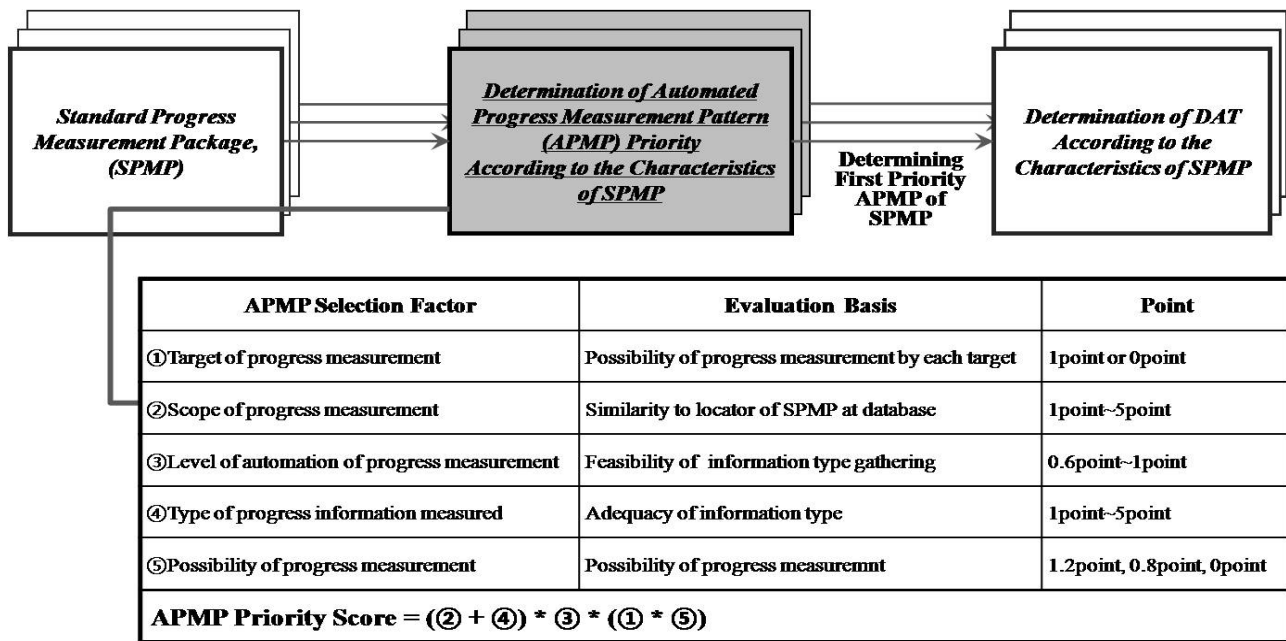 Standard Progress
Measurement Package,
(SPMP)
Determination of Automated
Progress Measurement Pattern
(APMP) Priority
According to the Characteristics
of SPMP
Determining
First Priority
APMP of
SPMP
Determination of DAT
According to the
Characteristics of SPMP
APMP Selection Factor Evaluation Basis Point
①Target of progress measurement Possibility of progress measurement by each target 1point or 0point
②Scope of progress measurement Similarity to locator of SPMP at database 1point~5point
③Level of automation of progress measurement Feasibility of information type gathering 0.6point~1point
④Type of progress information measured Adequacy of information type 1point~5point
⑤Possibility of progress measurement Possibility of progress measuremnt 1.2point, 0.8point, 0point
APMP Priority Score = ((② + ④) * ③ * (① * ⑤)